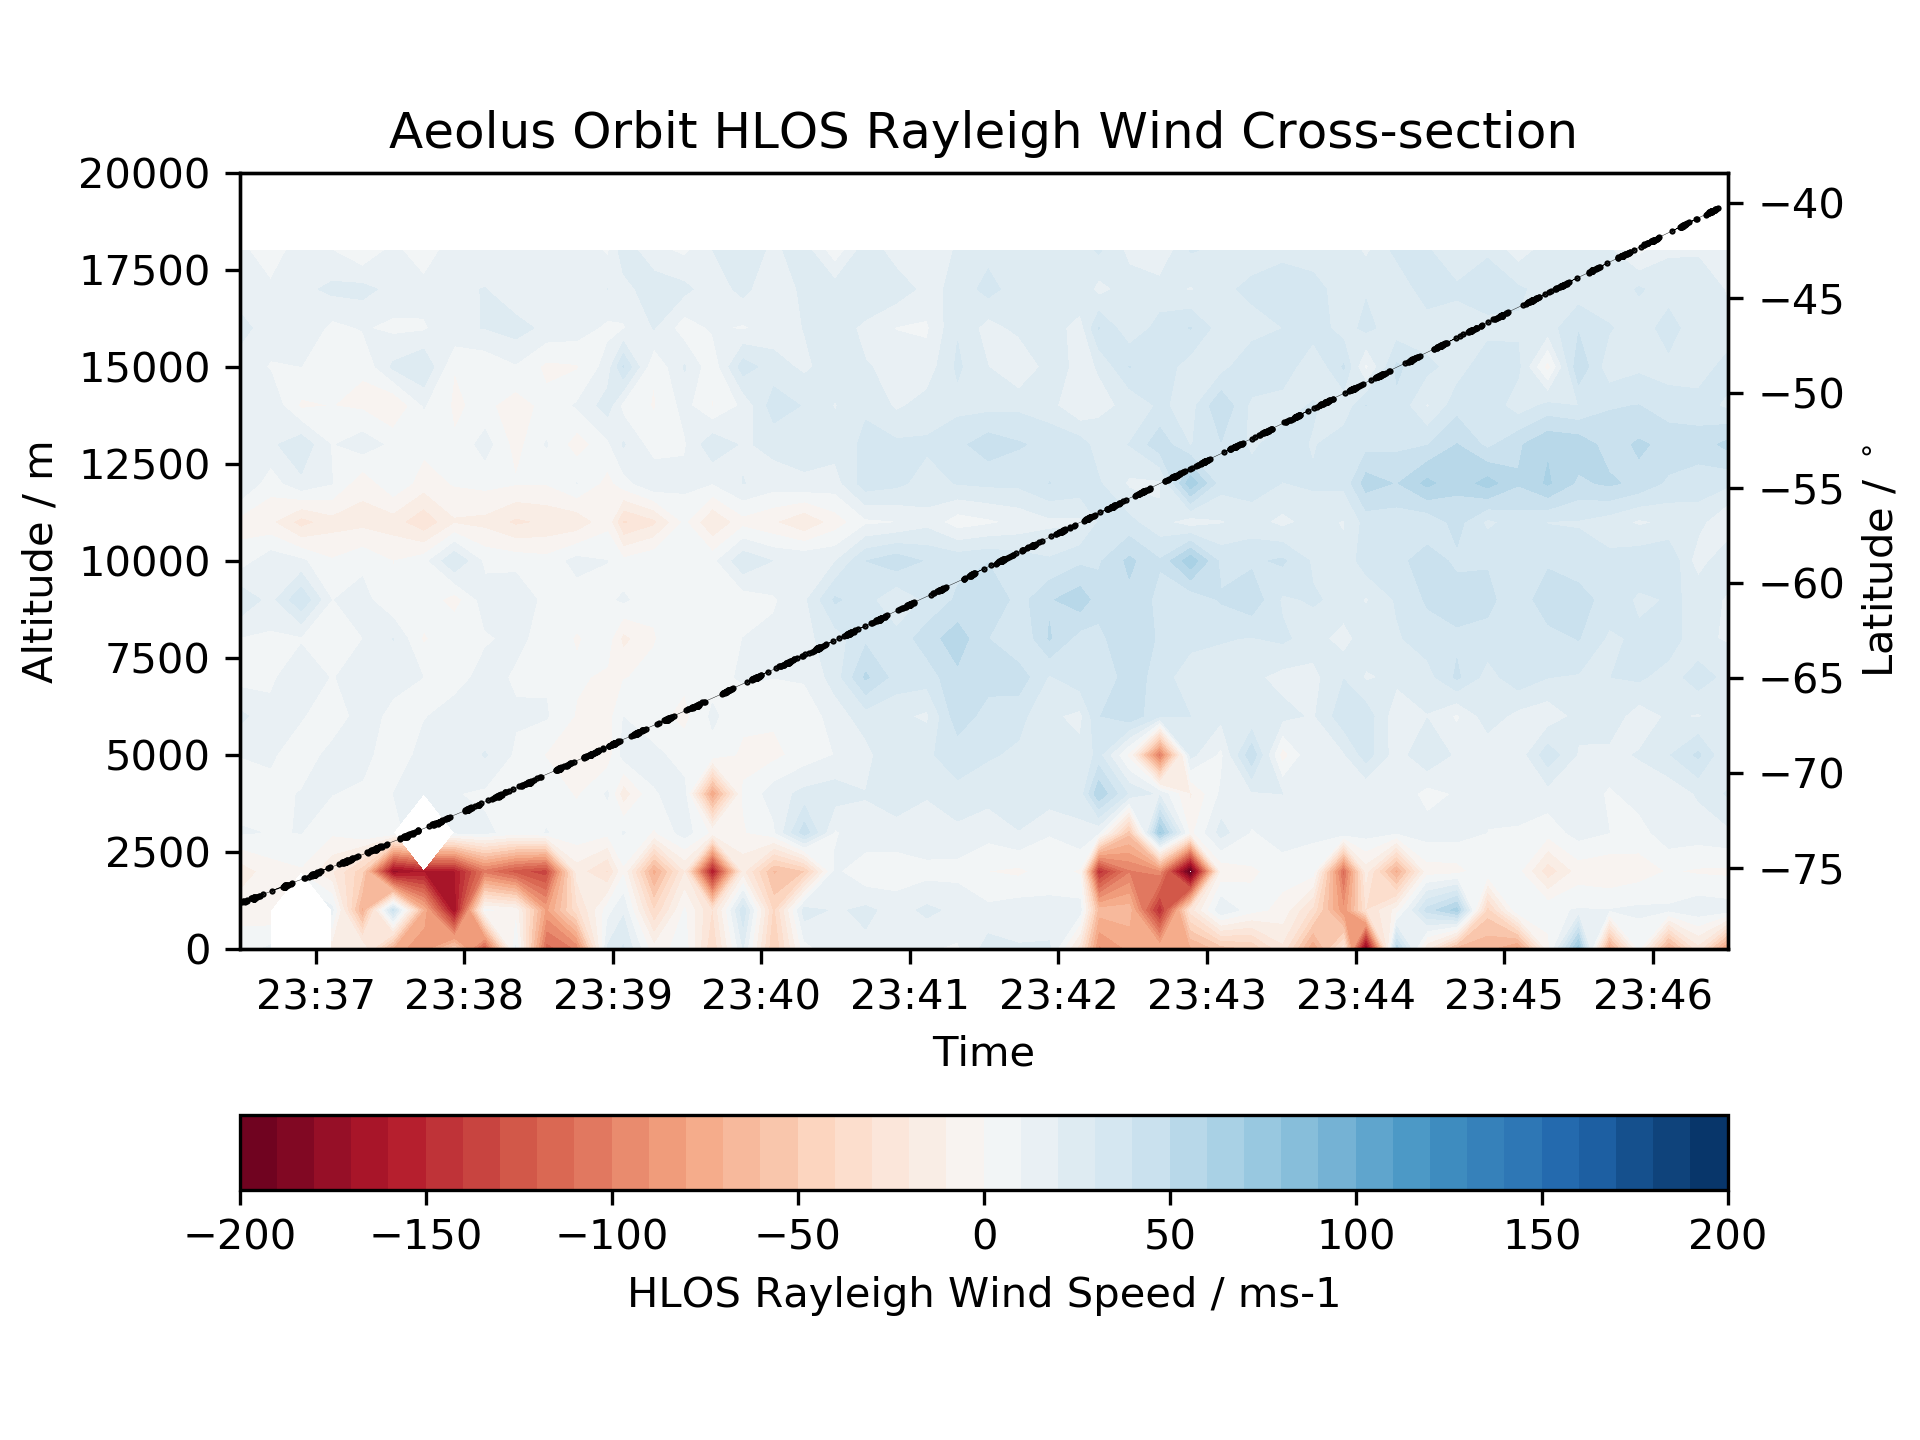 Aeolus Orbit HLOS Rayleigh Wind Cross-section
20000
17500
15000
12500
10000
7500
5000
2500
0
Altitude / m
−40
−45
−50
−55
−60
−65
−70
−75
Latitude / °
23:37 23:38 23:39 23:40 23:41 23:42 23:43 23:44 23:45 23:46
Time
−200 −150 −100 −50 0 50 100 150 200
HLOS Rayleigh Wind Speed / ms-1